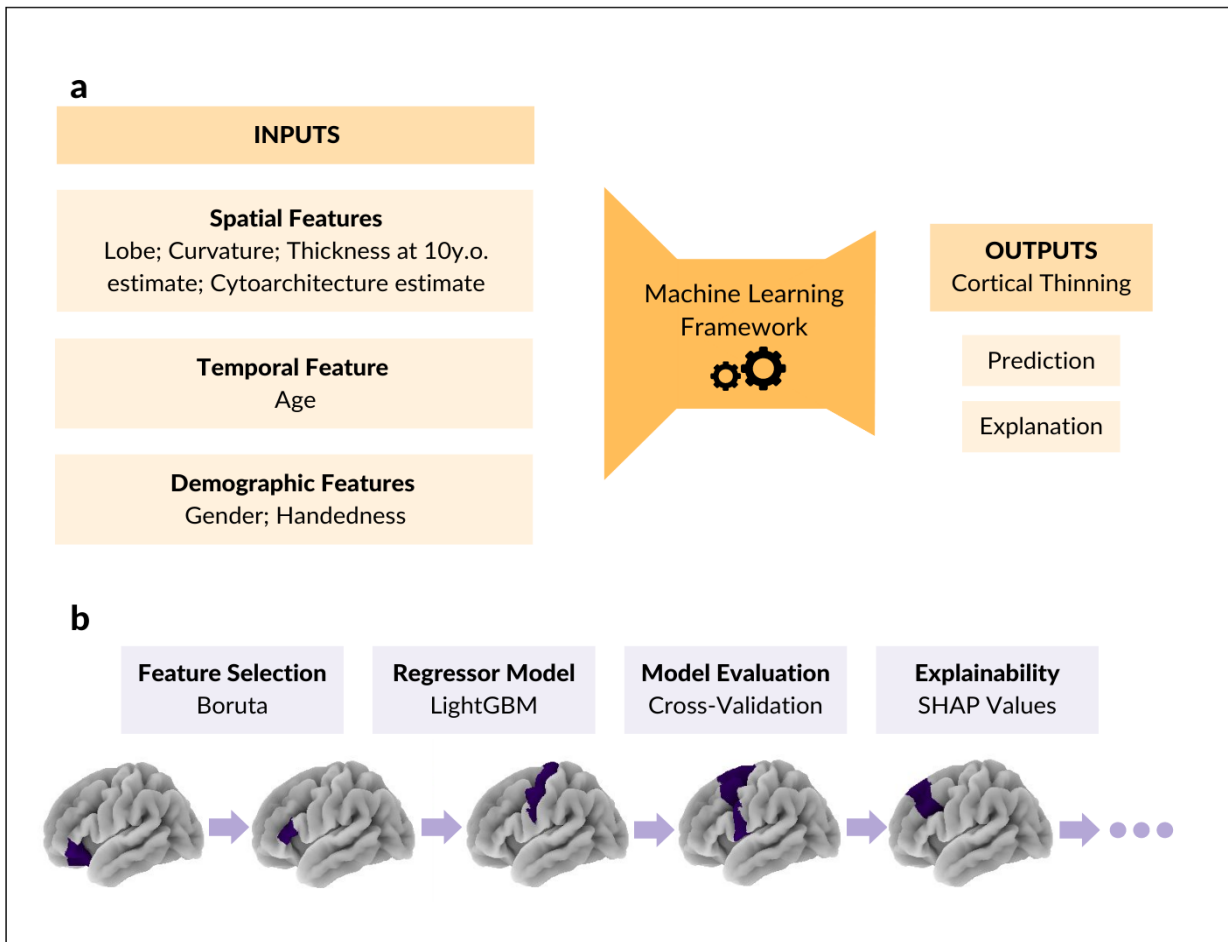 a
INPUTS
Spatial Features
Lobe; Curvature; Thickness at 10y.o.
estimate; Cytoarchitecture estimate
Temporal Feature
Age
Demographic Features
Gender; Handedness
Machine Learning
Framework
OUTPUTS
Cortical Thinning
Prediction
Explanation
b
Feature Selection
Boruta
Regressor Model
LightGBM
Model Evaluation
Cross-Validation
Explainability
SHAP Values